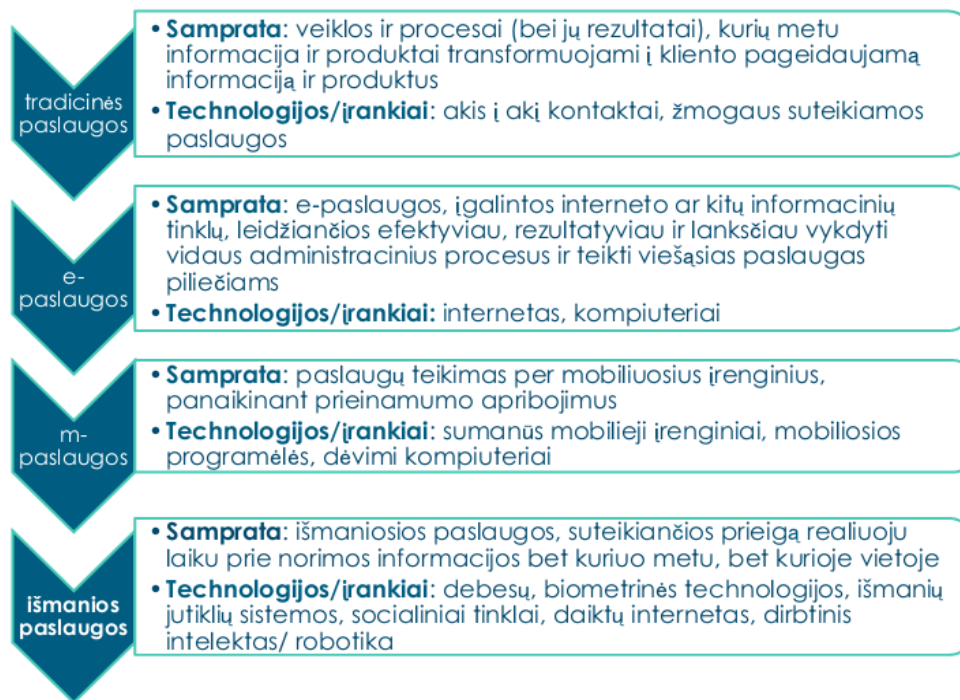 tradicinės
paslaugos
• Samprata: veiklos ir procesai (bei jų rezultatai), kurių metu
informacija ir produktai transformuojami į kliento pageidaujamą
informaciją ir produktus
• Technologijos/įrankiai: akis į akį kontaktai, žmogaus suteikiamos
paslaugos
e-
paslaugos
• Samprata: e-paslaugos, įgalintos interneto ar kitų informacinių
tinklų, leidžiančios efektyviau, rezultatyviau ir lanksčiau vykdyti
vidaus administracinius procesus ir teikti viešąsias paslaugas
piliečiams
• Technologijos/įrankiai: internetas, kompiuteriai
m-
paslaugos
• Samprata: paslaugų teikimas per mobiliuosius įrenginius,
panaikinant prieinamumo apribojimus
• Technologijos/įrankiai: sumanūs mobilieji įrenginiai, mobiliosios
programėlės, dėvimi kompiuteriai
išmanios
paslaugos
• Samprata: išmaniosios paslaugos, suteikiančios prieigą realiuoju
laiku prie norimos informacijos bet kuriuo metu, bet kurioje vietoje
• Technologijos/įrankiai: debesų, biometrinės technologijos, išmanių
jutiklių sistemos, socialiniai tinklai, daiktų internetas, dirbtinis
intelektas/ robotika